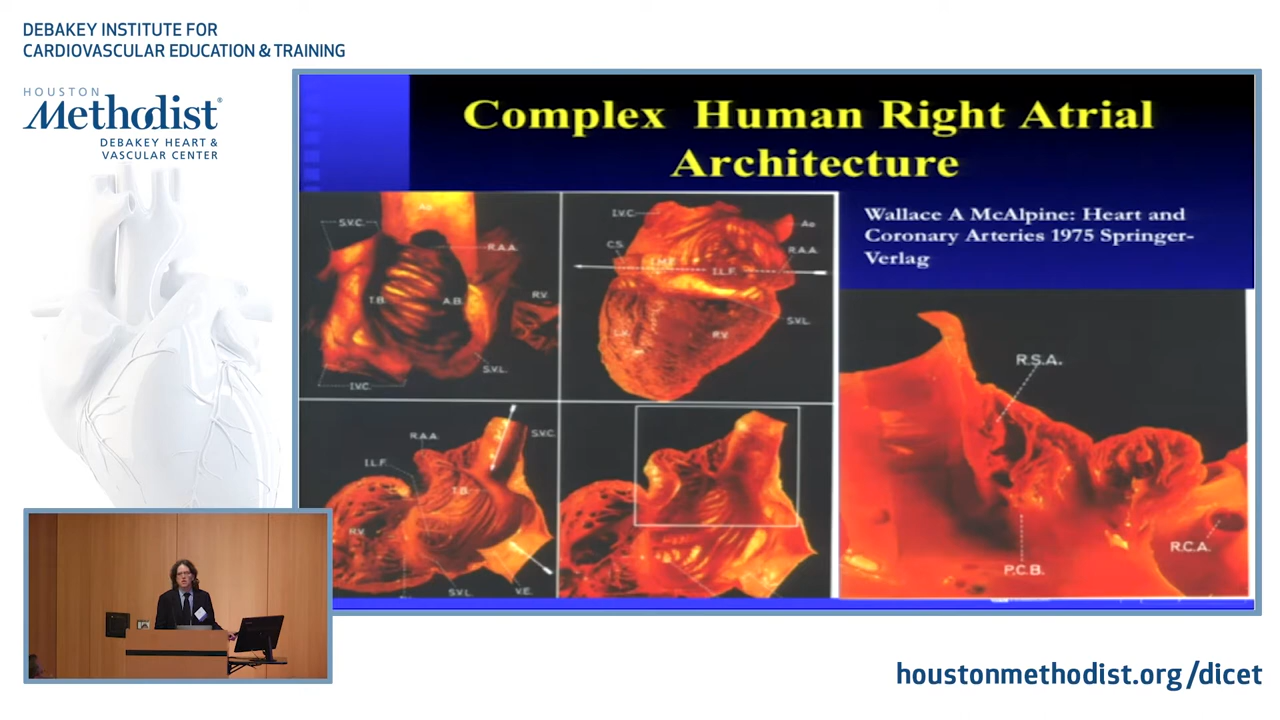 DEBAKEY INSTITUTE FOR
CARDIOVASCULAR EDUCATION & TRAINING
HOUSTON
Methodist®
DEBAKEY HEART &
VASCULAR CENTER
Complex Human Right Atrial
Architecture
Wallace A McAlpine: Heart and
Coronary Arteries 1975 Springer-
Verlag
S.V.C.
Ao
R.A.A.
T.B.
A.B.
R.V.
S.V.L.
I.V.C.
I.V.C.
Ao
C.S.
R.A.A.
I.L.F.
S.V.L.
L.V.
R.V.
R.A.A.
S.V.C.
I.L.F.
T.B.
R.V.
S.V.L.
V.E.
R.S.A.
R.C.A.
P.C.B.
houstonmethodist.org/dicet